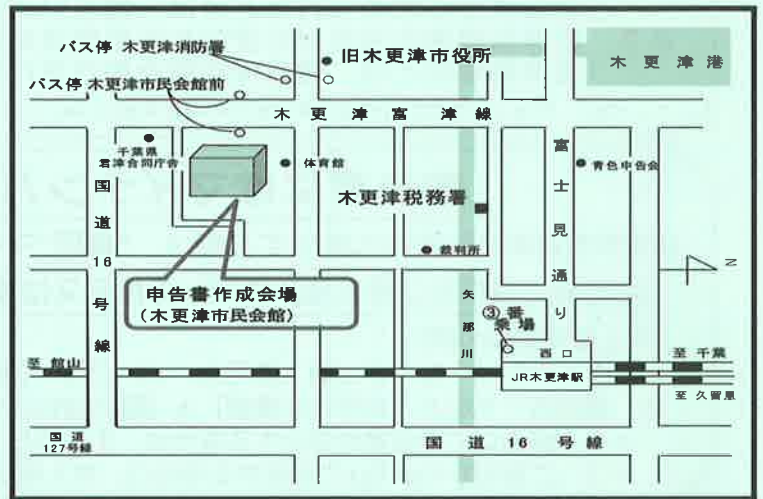 バス停 木更津消防署
旧木更津市役所
木更津港
バス停 木更津市民会館前
木更津富津線
千葉県
君津合同庁舎
体育館
富士見通り
青色申告会
木更津税務署
国道16号線
裁判所
N
申告書作成会場
(木更津市民会館)
矢那川
③番
乗場
至 館山
西口
至 千葉
JR木更津駅
至 久留里
国道
127号線
国道16号線